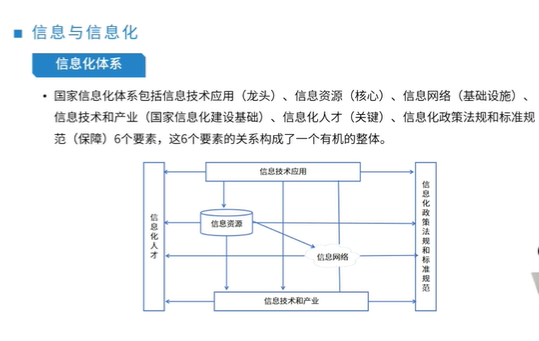 信息与信息化
信息化体系
• 国家信息化体系包括信息技术应用（龙头）、信息资源（核心）、信息网络（基础设施）、
信息技术和产业（国家信息化建设基础）、信息化人才（关键）、信息化政策法规和标准规
范（保障）6个要素，这6个要素的关系构成了一个有机的整体。
信息技术应用
信息化人才
信息资源
信息网络
信息化政策法规和标准规范
信息技术和产业